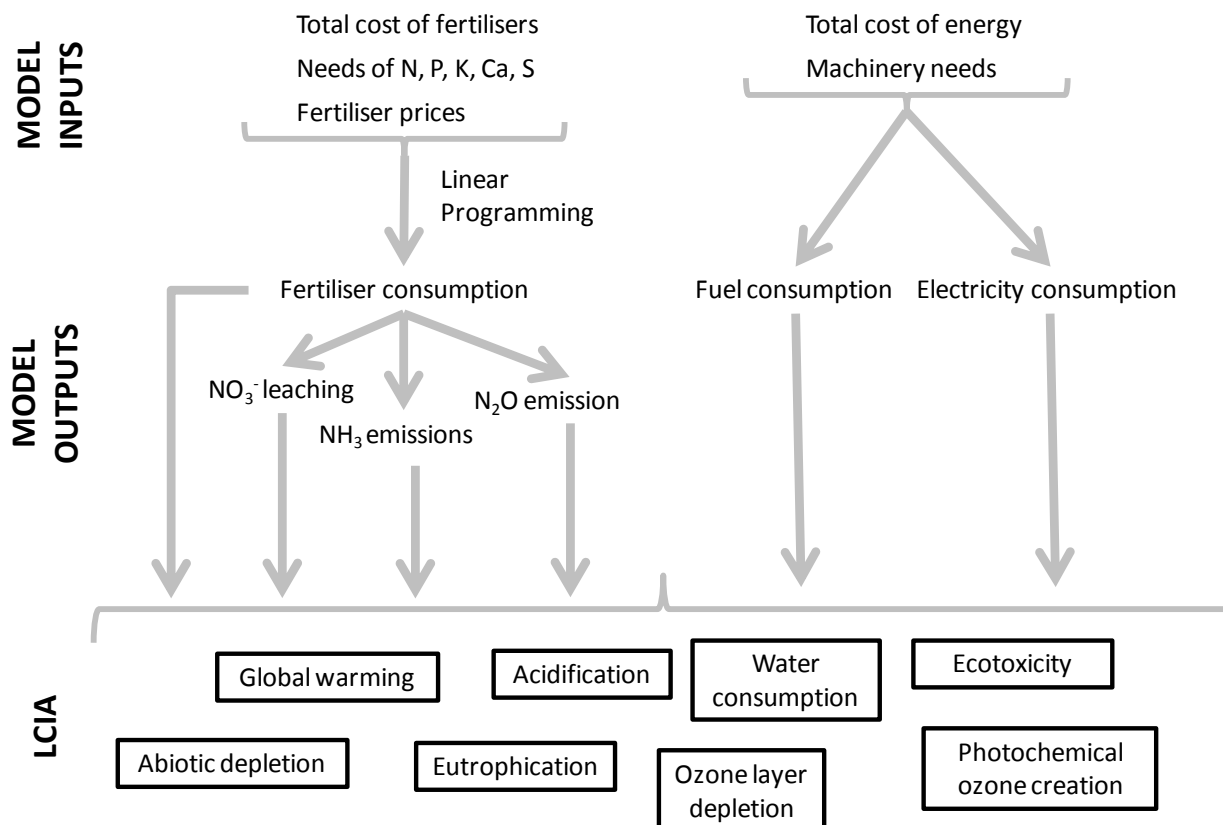 MODEL
INPUTS
Total cost of fertilisers
Needs of N, P, K, Ca, S
Fertiliser prices
Total cost of energy
Machinery needs
Linear
Programming
MODEL
OUTPUTS
Fertiliser consumption
Fuel consumption
Electricity consumption
NO₃⁻ leaching
NH₃ emissions
N₂O emission
LCIA
Global warming
Acidification
Water
consumption
Ecotoxicity
Abiotic depletion
Eutrophication
Ozone layer
depletion
Photochemical
ozone creation